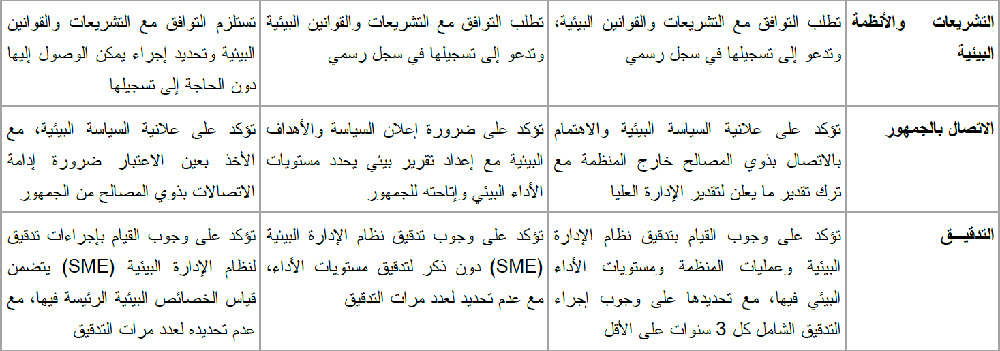 التشريعات والأنظمة
البيئية
تطلب التوافق مع التشريعات والقوانين البيئية،
وتدعو إلى تسجيلها في سجل رسمي
تطلب التوافق مع التشريعات والقوانين البيئية
وتدعو إلى تسجيلها في سجل رسمي
تستلزم التوافق مع التشريعات والقوانين
البيئية وتحديد إجراء يمكن الوصول إليها
دون الحاجة إلى تسجيلها
الاتصال بالجمهور
تؤكد على علانية السياسة البيئية والاهتمام
بالاتصال بذوي المصالح خارج المنظمة مع
ترك تقدير ما يعلن لتقدير الإدارة العليا
تؤكد على ضرورة إعلان السياسة والأهداف
البيئية مع إعداد تقرير بيئي يحدد مستويات
الأداء البيئي وإتاحته للجمهور
تؤكد على علانية السياسة البيئية، مع
الأخذ بعين الاعتبار ضرورة إدامة
الاتصالات بذوي المصالح من الجمهور
التدقيـــق
تؤكد على وجوب القيام بتدقيق نظام الإدارة
البيئية وعمليات المنظمة ومستويات الأداء
البيئي فيها، مع تحديدها على وجوب إجراء
التدقيق الشامل كل 3 سنوات على الأقل
تؤكد على وجوب تدقيق نظام الإدارة البيئية
(SME) دون ذكر لتدقيق مستويات الأداء،
مع عدم تحديد لعدد مرات التدقيق
تؤكد على وجوب القيام بإجراءات تدقيق
لنظام الإدارة البيئية (SME) يتضمن
قياس الخصائص البيئية الرئيسة فيها، مع
عدم تحديده لعدد مرات التدقيق